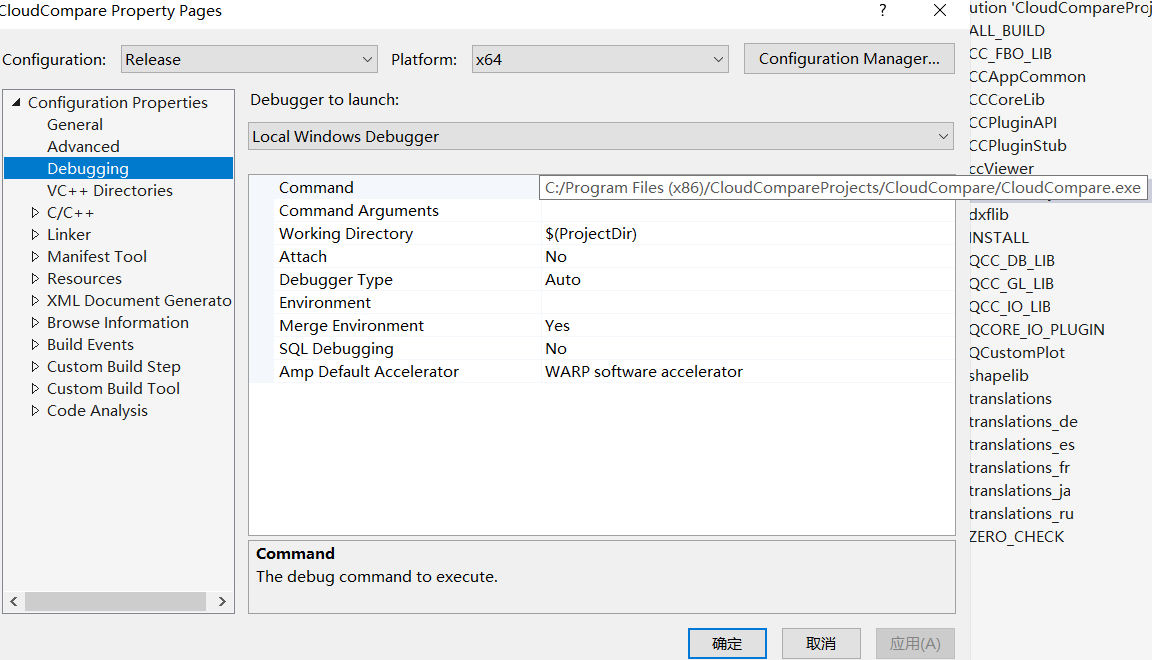 CloudCompare Property Pages
?
Configuration:
Release
Platform:
x64
Configuration Manager...
Configuration Properties
General
Advanced
Debugging
VC++ Directories
C/C++
Linker
Manifest Tool
Resources
XML Document Generato
Browse Information
Build Events
Custom Build Step
Custom Build Tool
Code Analysis
Debugger to launch:
Local Windows Debugger
Command
C:/Program Files (x86)/CloudCompareProjects/CloudCompare/CloudCompare.exe
Command Arguments
Working Directory $(ProjectDir)
Attach No
Debugger Type Auto
Environment
Merge Environment Yes
SQL Debugging No
Amp Default Accelerator WARP software accelerator
Command
The debug command to execute.
确定
取消
应用(A)
ution 'CloudCompareProj
ALL_BUILD
CC_FBO_LIB
CCAppCommon
CCCoreLib
CCPluginAPI
CCPluginStub
ccViewer
dxflib
INSTALL
QCC_DB_LIB
QCC_GL_LIB
QCC_IO_LIB
QCORE_IO_PLUGIN
QCustomPlot
shapelib
translations
translations_de
translations_es
translations_fr
translations_ja
translations_ru
ZERO_CHECK